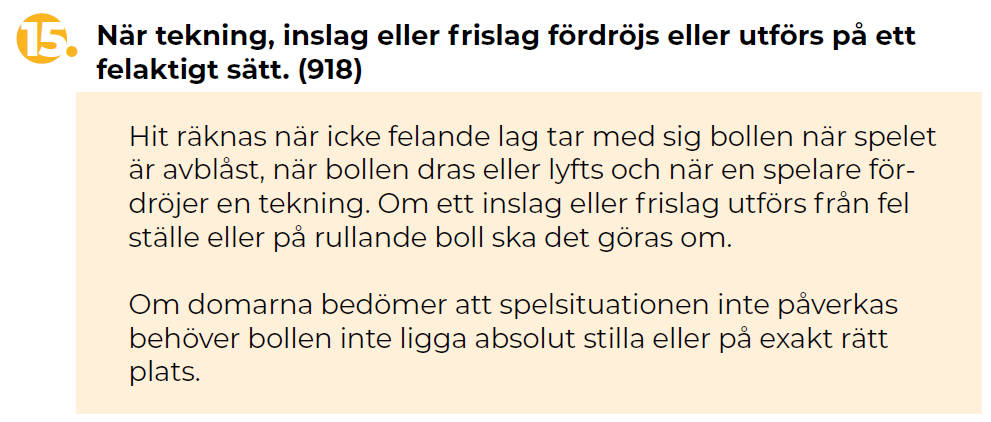 15. När tekning, inslag eller frislag fördröjs eller utförs på ett
felaktigt sätt. (918)
Hit räknas när icke felande lag tar med sig bollen när spelet
är avblåst, när bollen dras eller lyfts och när en spelare för-
dröjer en tekning. Om ett inslag eller frislag utförs från fel
ställe eller på rullande boll ska det göras om.
Om domarna bedömer att spelsituationen inte påverkas
behöver bollen inte ligga absolut stilla eller på exakt rätt
plats.